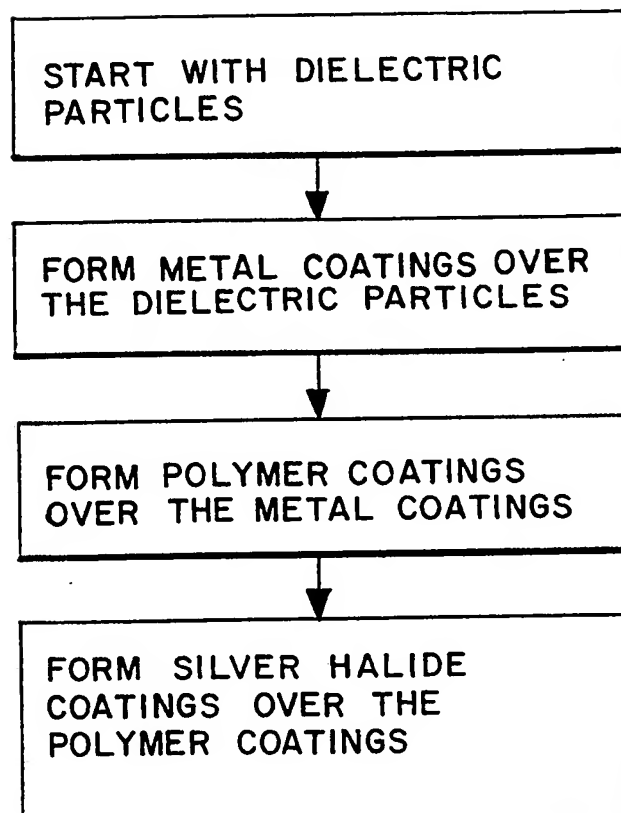 START WITH DIELECTRIC
PARTICLES
FORM METAL COATINGS OVER
THE DIELECTRIC PARTICLES
FORM POLYMER COATINGS
OVER THE METAL COATINGS
FORM SILVER HALIDE
COATINGS OVER THE
POLYMER COATINGS